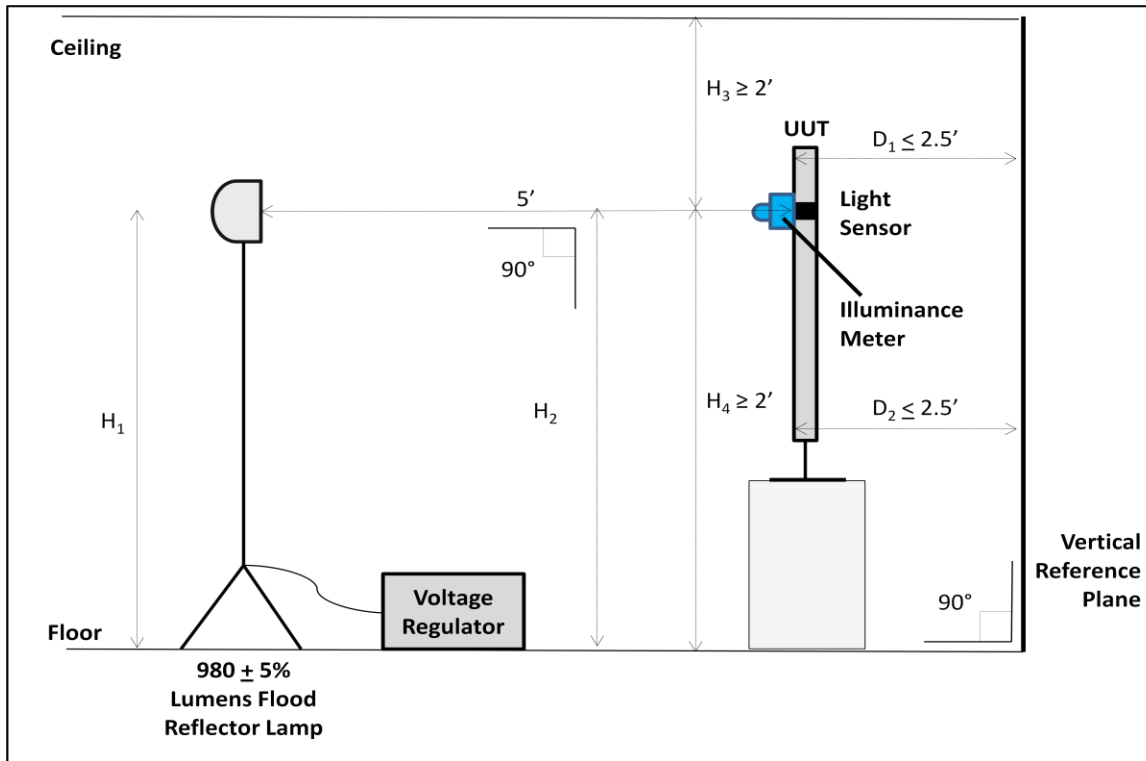 Ceiling
H₃ ≥ 2’
UUT
D₁ ≤ 2.5’
5’
Light
Sensor
90°
Illuminance
Meter
H₁
H₂
H₄ ≥ 2’
D₂ ≤ 2.5’
Voltage
Regulator
Vertical
Reference
Plane
90°
Floor
980 ± 5%
Lumens Flood
Reflector Lamp